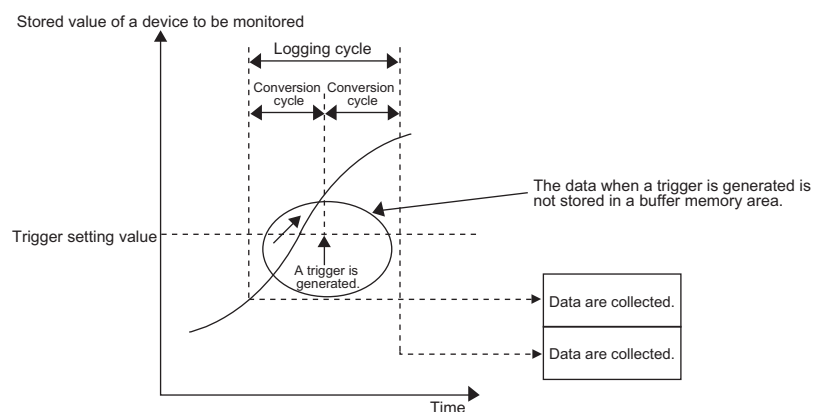 Stored value of a device to be monitored
Logging cycle
Conversion
cycle
Conversion
cycle
The data when a trigger is generated is
not stored in a buffer memory area.
Trigger setting value
A trigger is
generated.
Data are collected.
Data are collected.
Time